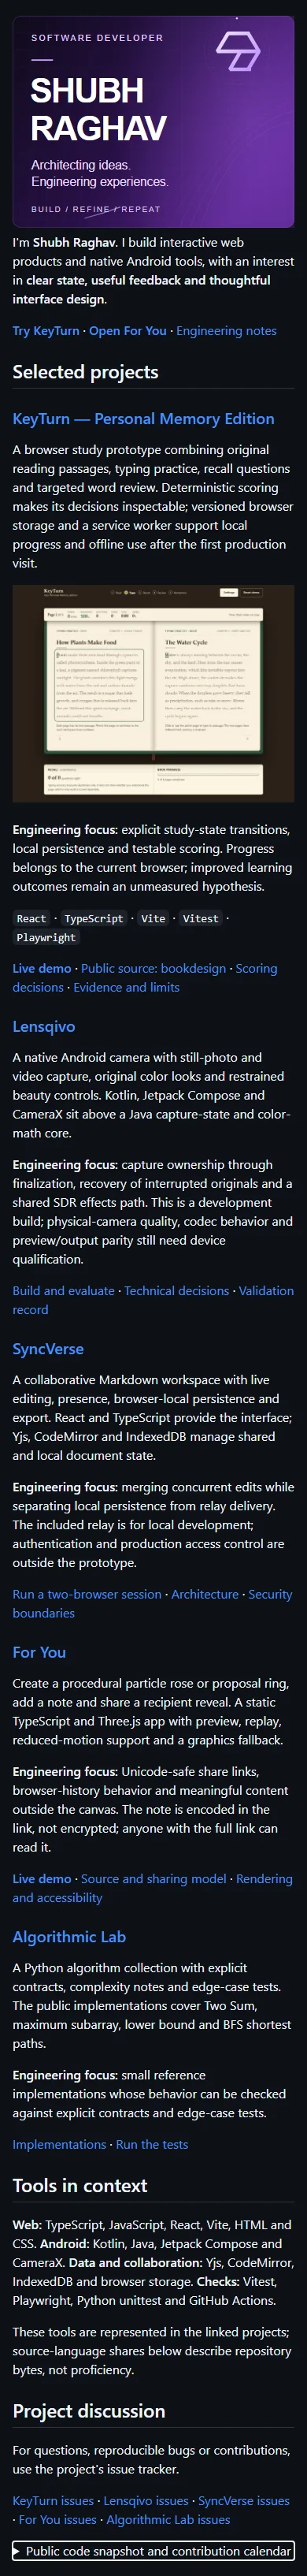 SOFTWARE DEVELOPER
SHUBH
RAGHAV
Architecting ideas.
Engineering experiences.
BUILD / REFINE / REPEAT
I'm Shubh Raghav. I build interactive web
products and native Android tools, with an interest
in clear state, useful feedback and thoughtful
interface design.
Try KeyTurn · Open For You · Engineering notes
Selected projects
KeyTurn — Personal Memory Edition
A browser study prototype combining original
reading passages, typing practice, recall questions
and targeted word review. Deterministic scoring
makes its decisions inspectable; versioned browser
storage and a service worker support local
progress and offline use after the first production
visit.
KeyTurn
How Plants Make Food
The Water Cycle
Engineering focus: explicit study-state transitions,
local persistence and testable scoring. Progress
belongs to the current browser; improved learning
outcomes remain an unmeasured hypothesis.
React · TypeScript · Vite · Vitest ·
Playwright
Live demo · Public source: bookdesign · Scoring
decisions · Evidence and limits
Lensqivo
A native Android camera with still-photo and
video capture, original color looks and restrained
beauty controls. Kotlin, Jetpack Compose and
CameraX sit above a Java capture-state and color-
math core.
Engineering focus: capture ownership through
finalization, recovery of interrupted originals and a
shared SDR effects path. This is a development
build; physical-camera quality, codec behavior and
preview/output parity still need device
qualification.
Build and evaluate · Technical decisions · Validation
record
SyncVerse
A collaborative Markdown workspace with live
editing, presence, browser-local persistence and
export. React and TypeScript provide the interface;
Yjs, CodeMirror and IndexedDB manage shared
and local document state.
Engineering focus: merging concurrent edits while
separating local persistence from relay delivery.
The included relay is for local development;
authentication and production access control are
outside the prototype.
Run a two-browser session · Architecture · Security
boundaries
For You
Create a procedural particle rose or proposal ring,
add a note and share a recipient reveal. A static
TypeScript and Three.js app with preview, replay,
reduced-motion support and a graphics fallback.
Engineering focus: Unicode-safe share links,
browser-history behavior and meaningful content
outside the canvas. The note is encoded in the
link, not encrypted; anyone with the full link can
read it.
Live demo · Source and sharing model · Rendering
and accessibility
Algorithmic Lab
A Python algorithm collection with explicit
contracts, complexity notes and edge-case tests.
The public implementations cover Two Sum,
maximum subarray, lower bound and BFS shortest
paths.
Engineering focus: small reference
implementations whose behavior can be checked
against explicit contracts and edge-case tests.
Implementations · Run the tests
Tools in context
Web: TypeScript, JavaScript, React, Vite, HTML and
CSS. Android: Kotlin, Java, Jetpack Compose and
CameraX. Data and collaboration: Yjs, CodeMirror,
IndexedDB and browser storage. Checks: Vitest,
Playwright, Python unittest and GitHub Actions.
These tools are represented in the linked projects;
source-language shares below describe repository
bytes, not proficiency.
Project discussion
For questions, reproducible bugs or contributions,
use the project's issue tracker.
KeyTurn issues · Lensqivo issues · SyncVerse issues
· For You issues · Algorithmic Lab issues
Public code snapshot and contribution calendar